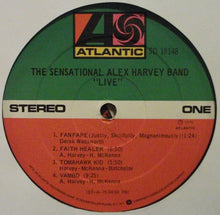 ATLANTIC
SD 18148
THE SENSATIONAL ALEX HARVEY BAND
"LIVE"
STEREO
ONE
1. FANFARE (Justly, Skillfully, Magnanimously) (1:24)
Derek Wadsworth
2. FAITH HEALER (6:50)
A. Harvey-H. McKenna
3. TOMAHAWK KID (5:30)
Harvey-McKenna-Batchelor
4. VAMBO (9:25)
A. Harvey-H. McKenna